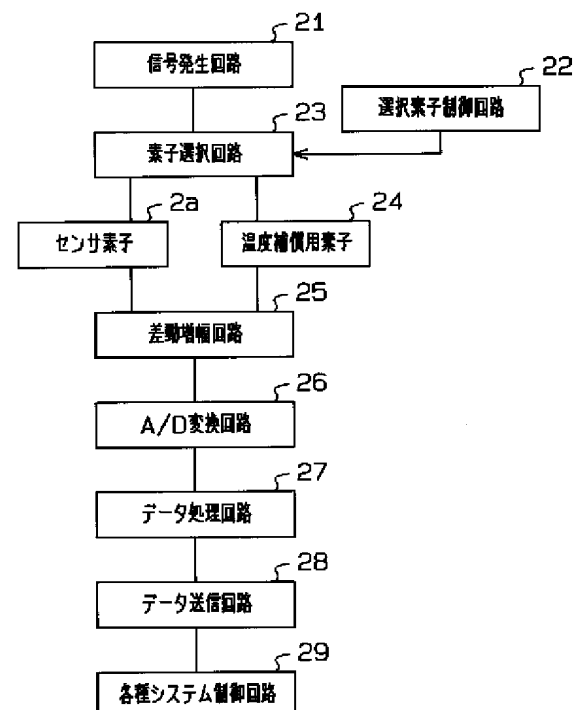 21
信号発生回路
22
選択素子制御回路
23
素子選択回路
2a
センサ素子
24
温度補償用素子
25
差動増幅回路
26
A/D変換回路
27
データ処理回路
28
データ送信回路
29
各種システム制御回路